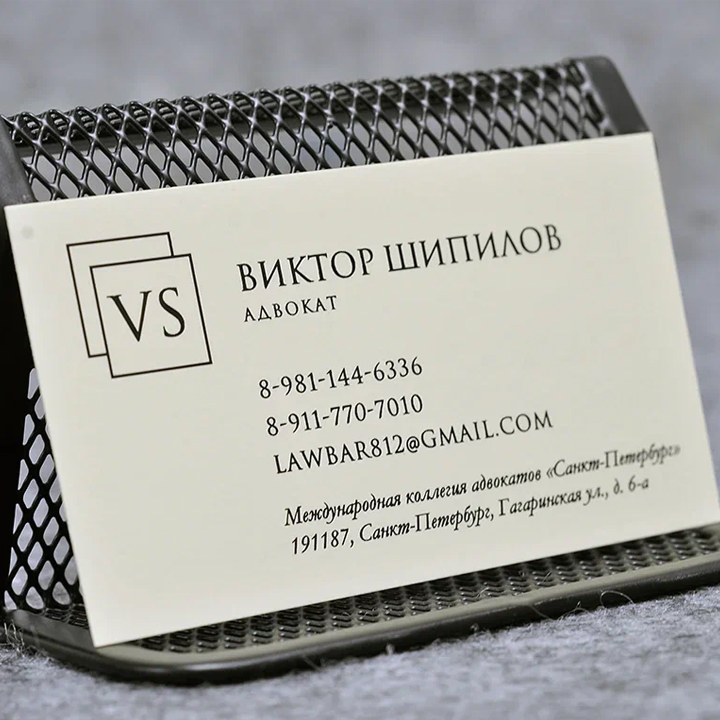 VS
ВИКТОР ШИПИЛОВ
АДВОКАТ
8-981-144-6336
8-911-770-7010
LAWBAR812@GMAIL.COM
Международная коллегия адвокатов «Санкт-Петербург»
191187, Санкт-Петербург, Гагаринская ул., д. 6-а